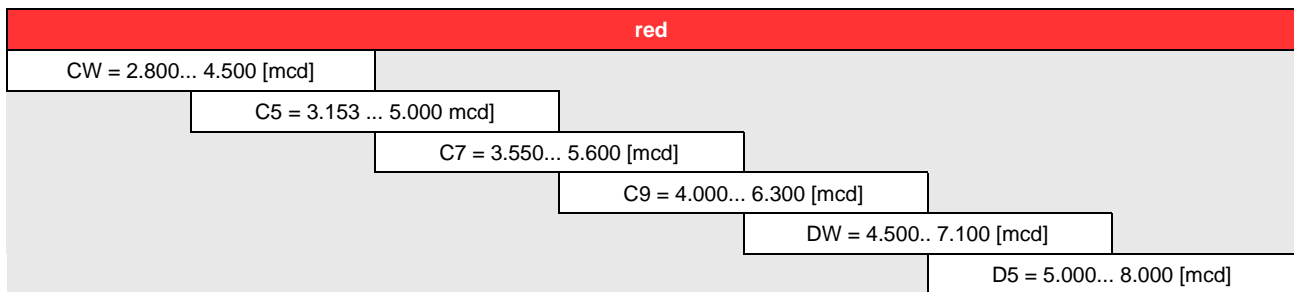 red
CW = 2.800... 4.500 [mcd]
C5 = 3.153 ... 5.000 mcd]
C7 = 3.550... 5.600 [mcd]
C9 = 4.000... 6.300 [mcd]
DW = 4.500.. 7.100 [mcd]
D5 = 5.000... 8.000 [mcd]